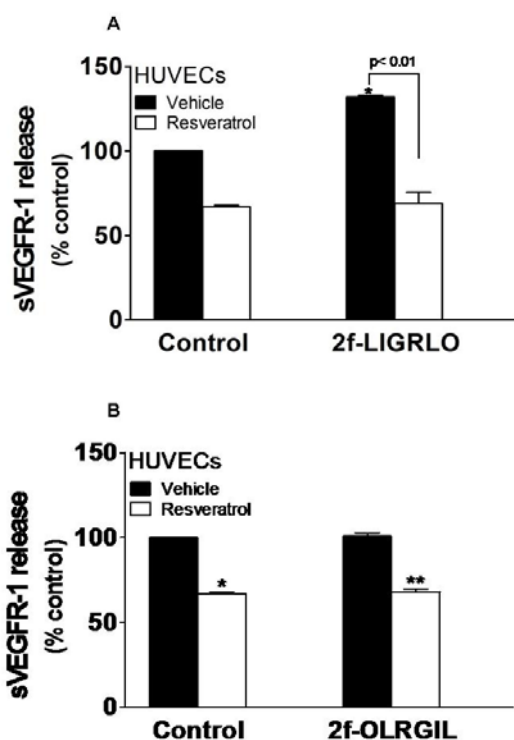 A
150
HUVECs
p< 0.01
Vehicle
*
Resveratrol
100
50
0
sVEGFR-1 release
(% control)
Control
2f-LIGRLO
B
150
HUVECs
Vehicle
Resveratrol
100
*
**
50
0
sVEGFR-1 release
(% control)
Control
2f-OLRGIL